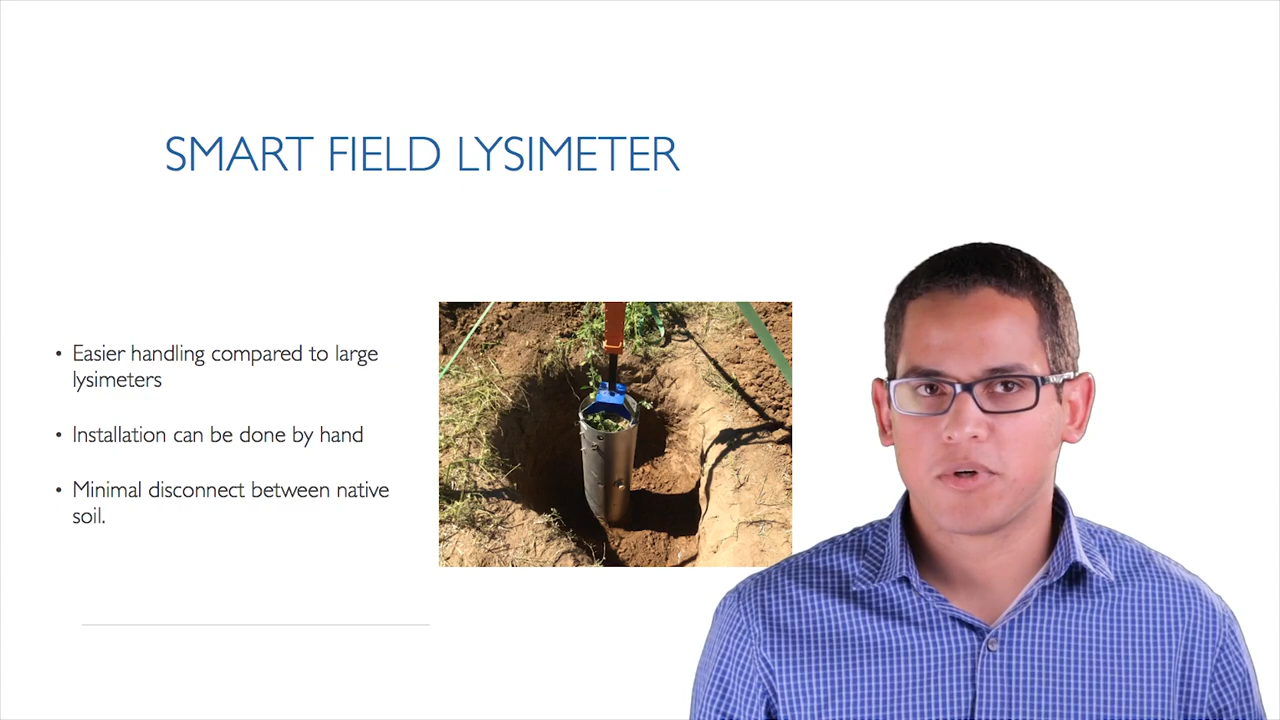 SMART FIELD LYSIMETER
• Easier handling compared to large
lysimeters
• Installation can be done by hand
• Minimal disconnect between native
soil.